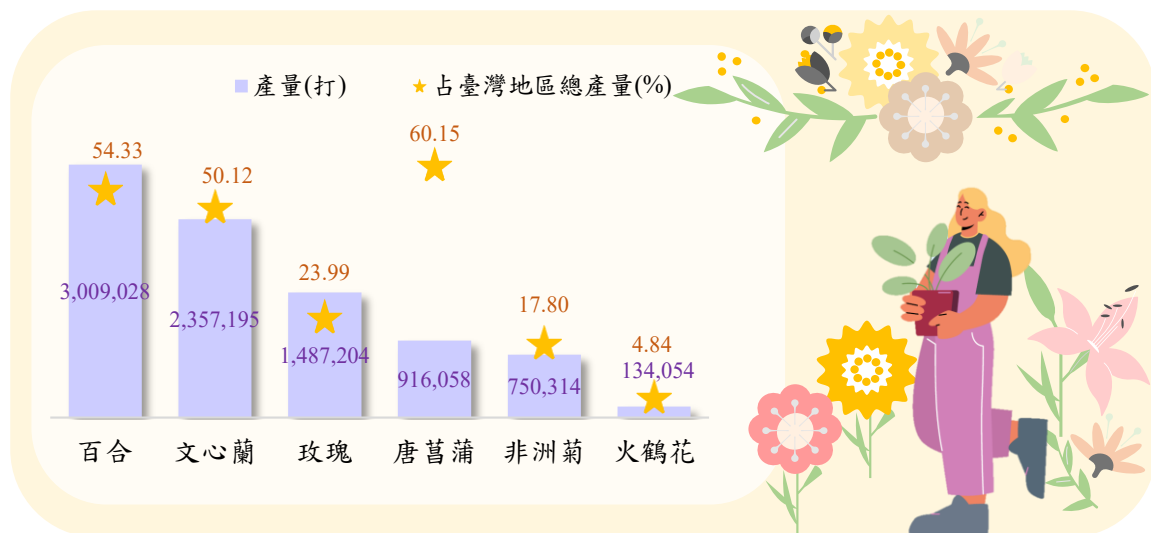 產量(打) 占臺灣地區總產量(%)
54.33 50.12 23.99 60.15 17.80 4.84
3,009,028 2,357,195 1,487,204 916,058 750,314 134,054
百合 文心蘭 玫瑰 唐菖蒲 非洲菊 火鶴花